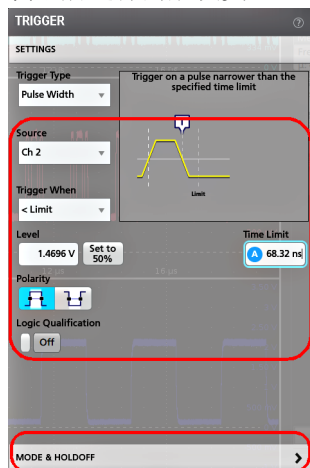 TRIGGER
SETTINGS
Trigger Type
Pulse Width
Trigger on a pulse narrower than the
specified time limit
T
Limit
Source
Ch 2
Trigger When
< Limit
Level
1.4696 V
Set to
50%
Time Limit
A 68.32 ns
Polarity
Logic Qualification
Off
MODE & HOLDOFF